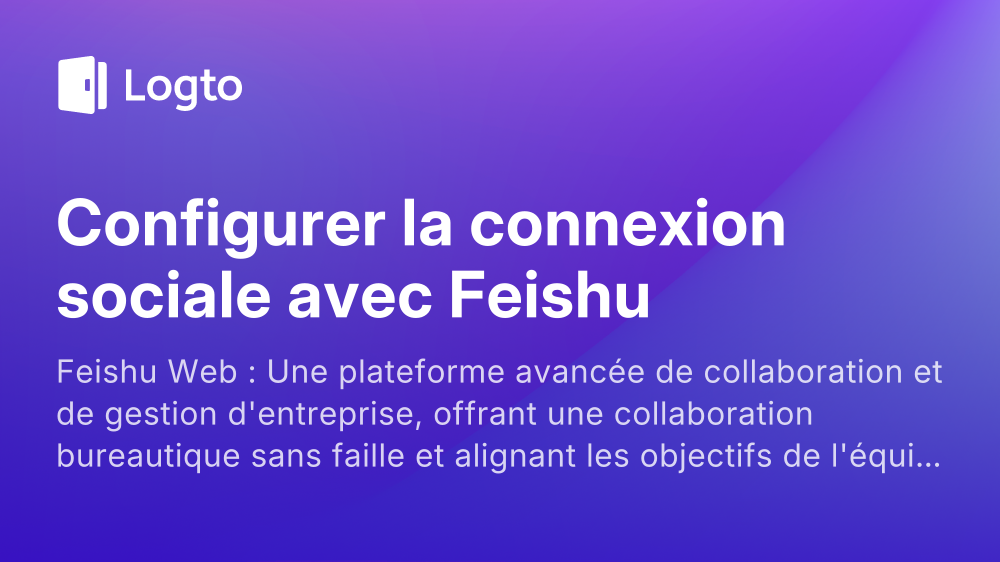 Logto
Configurer la connexion
sociale avec Feishu
Feishu Web : Une plateforme avancée de collaboration et
de gestion d'entreprise, offrant une collaboration
bureautique sans faille et alignant les objectifs de l'équi...